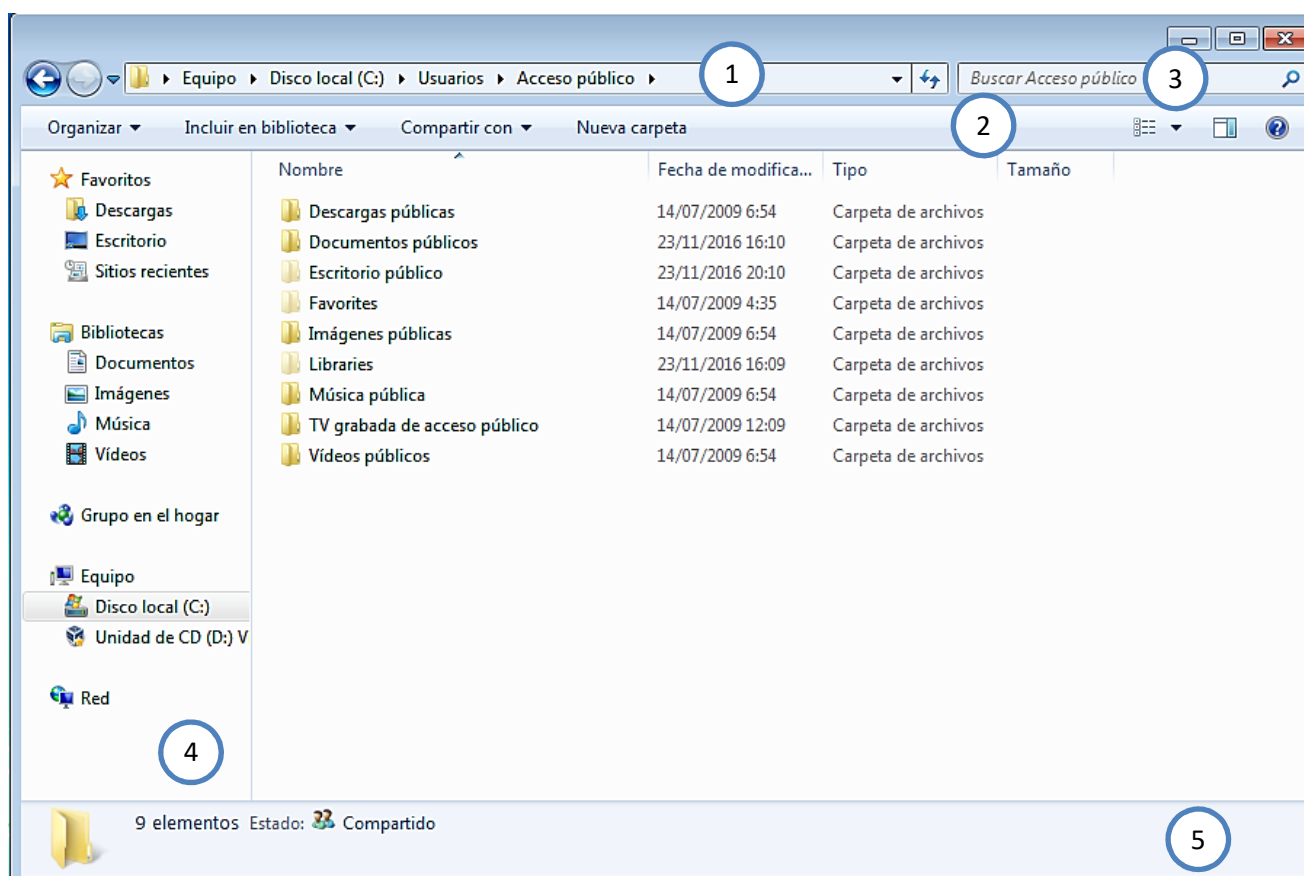 Equipo Disco local (C:) Usuarios Acceso público 1 Buscar Acceso público 3
Organizar Incluir en biblioteca Compartir con Nueva carpeta 2
Favoritos
Descargas
Escritorio
Sitios recientes
Bibliotecas
Documentos
Imágenes
Música
Vídeos
Grupo en el hogar
Equipo
Disco local (C:)
Unidad de CD (D:) V
Red
4
Nombre Fecha de modifica... Tipo Tamaño
Descargas públicas 14/07/2009 6:54 Carpeta de archivos
Documentos públicos 23/11/2016 16:10 Carpeta de archivos
Escritorio público 23/11/2016 20:10 Carpeta de archivos
Favorites 14/07/2009 4:35 Carpeta de archivos
Imágenes públicas 14/07/2009 6:54 Carpeta de archivos
Libraries 23/11/2016 16:09 Carpeta de archivos
Música pública 14/07/2009 6:54 Carpeta de archivos
TV grabada de acceso público 14/07/2009 12:09 Carpeta de archivos
Vídeos públicos 14/07/2009 6:54 Carpeta de archivos
9 elementos Estado: Compartido
5